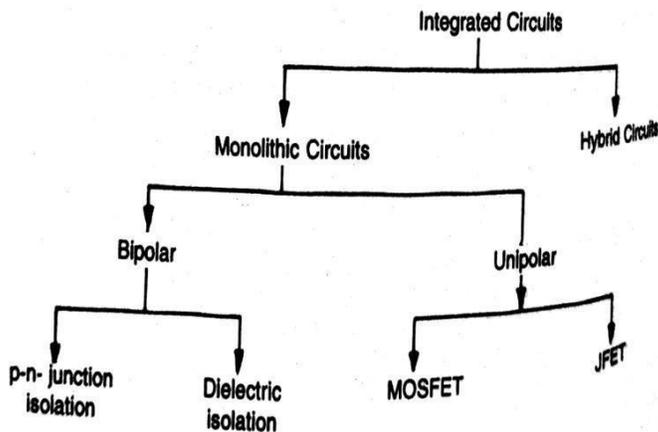 Integrated Circuits
Monolithic Circuits
Hybrid Circuits
Bipolar
Unipolar
p-n- junction
isolation
Dielectric
isolation
MOSFET
JFET